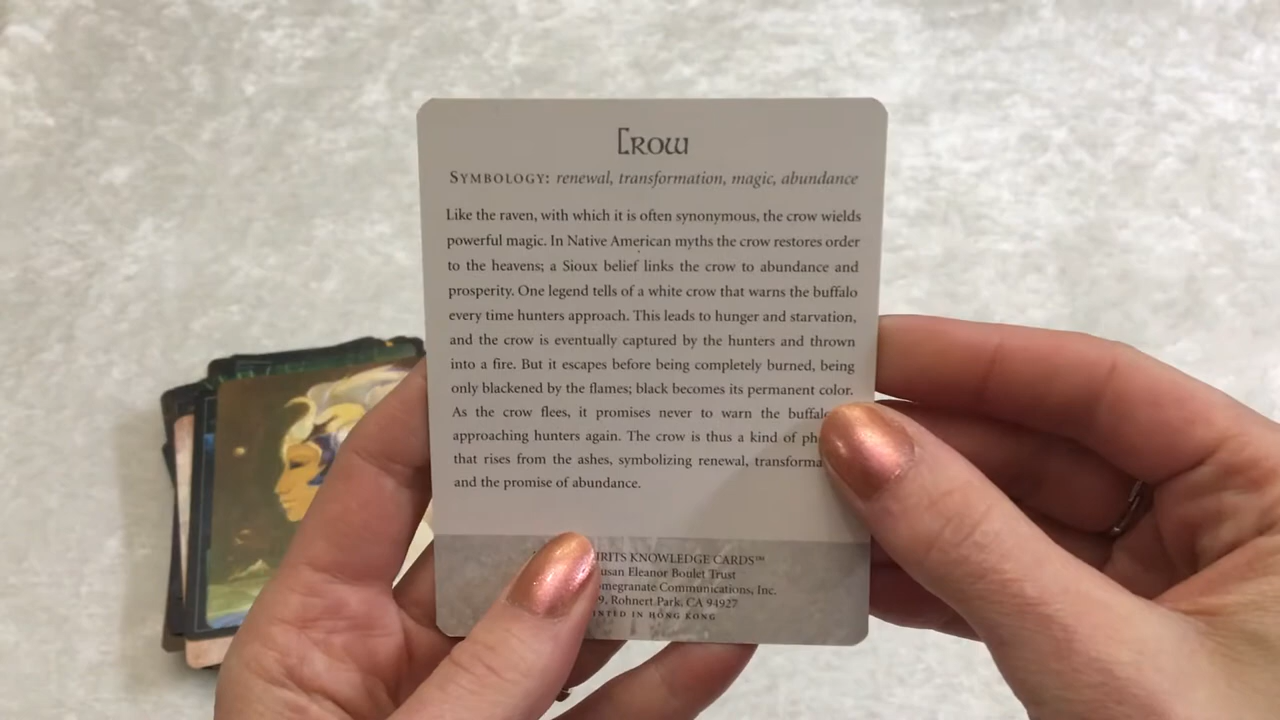 Crow
SYMBOLOGY: renewal, transformation, magic, abundance
Like the raven, with which it is often synonymous, the crow wields
powerful magic. In Native American myths the crow restores order
to the heavens; a Sioux belief links the crow to abundance and
prosperity. One legend tells of a white crow that warns the buffalo
every time hunters approach. This leads to hunger and starvation,
and the crow is eventually captured by the hunters and thrown
into a fire. But it escapes before being completely burned, being
only blackened by the flames; black becomes its permanent color.
As the crow flees, it promises never to warn the
approaching hunters again. The crow is thus a kind of
that rises from the ashes, symbolizing renewal,
and the promise of abundance.
KNOWLEDGE CARDS™
Eleanor Boulet Trust
Communications, Inc.
Rohnert Park, CA 94927
IN HONG KONG